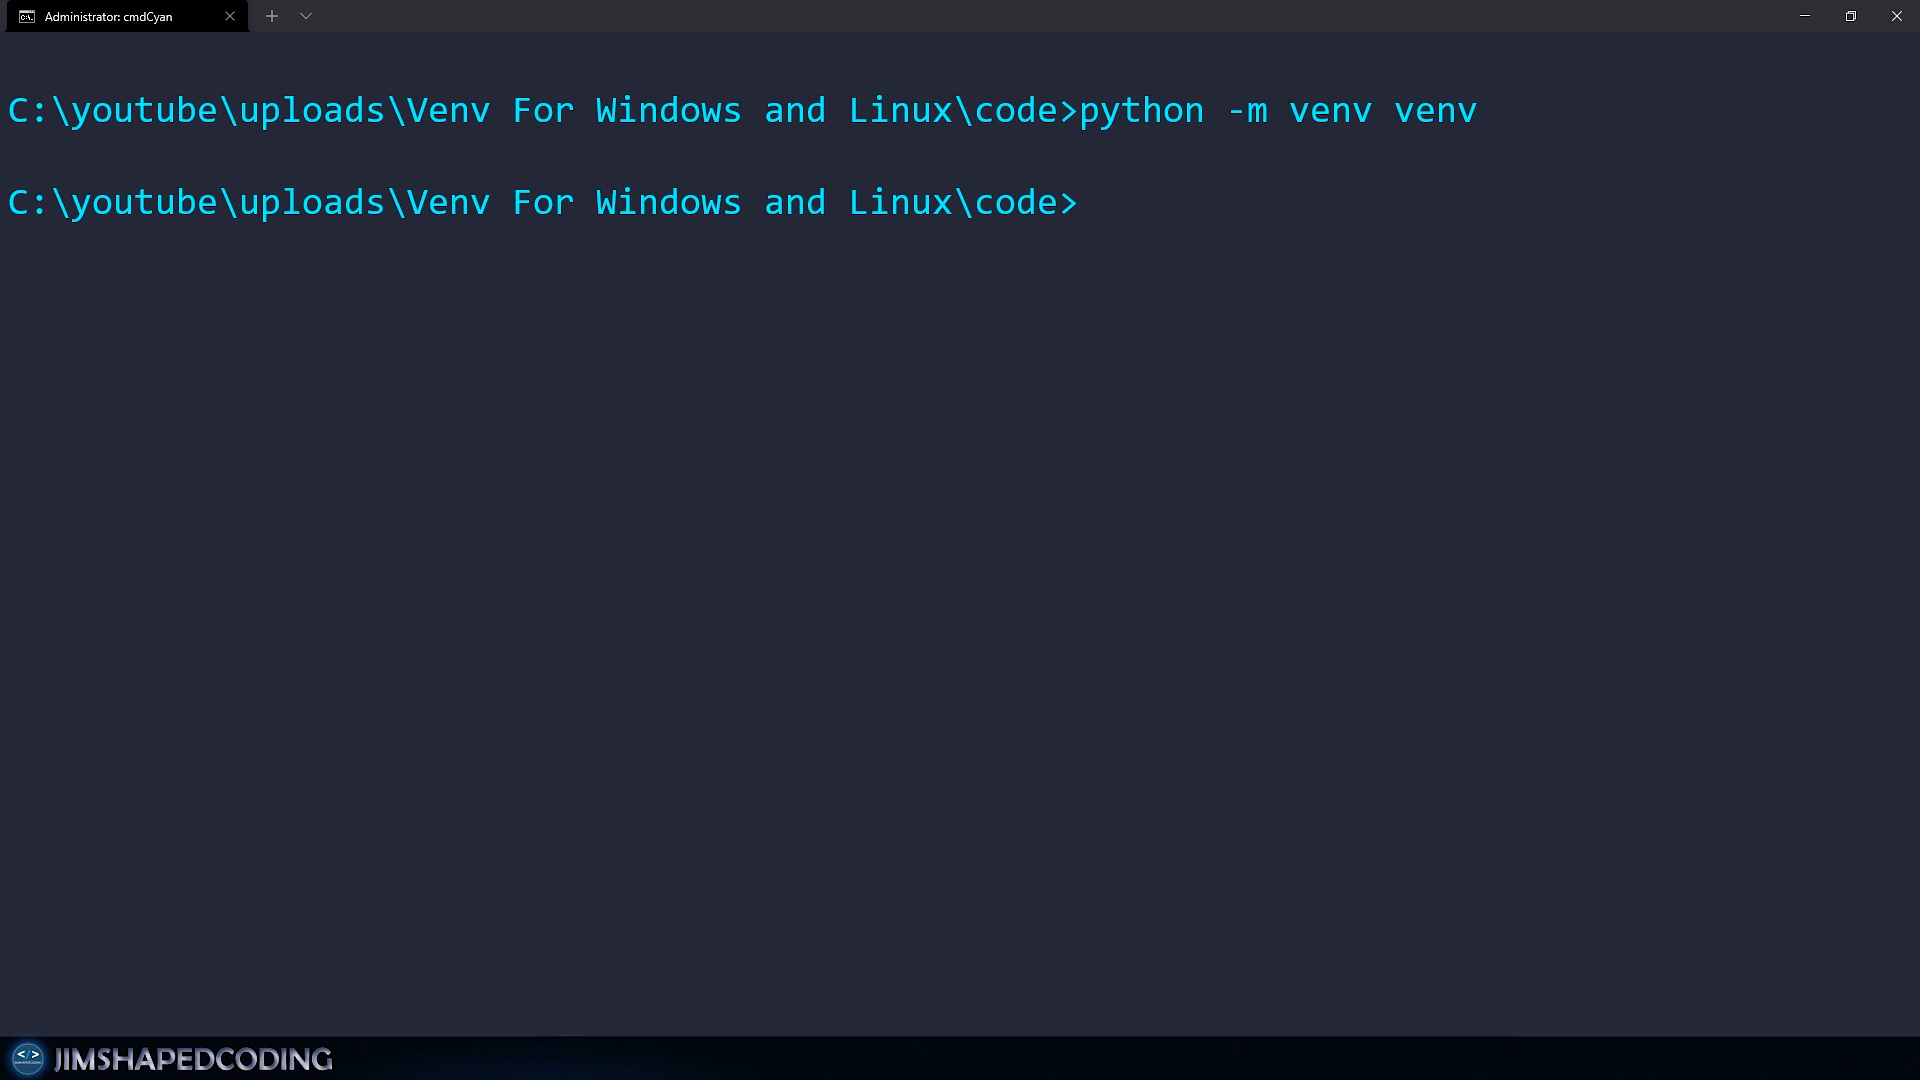 Administrator: cmdCyan
C:\youtube\uploads\Venv For Windows and Linux\code>python -m venv venv
C:\youtube\uploads\Venv For Windows and Linux\code>
JIMSHAPEDCODING